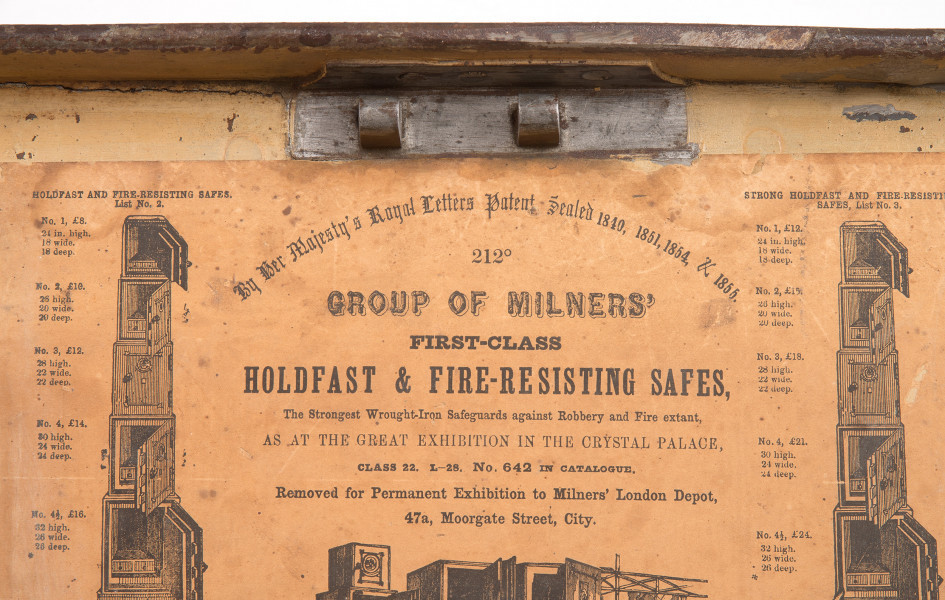 HOLDFAST AND FIRE-RESISTING SAFES.
List No. 2.
No. 1, £8.
24 in. high.
18 wide.
18 deep.
No. 2, £10.
26 high.
20 wide.
20 deep.
No. 3, £12.
28 high.
22 wide.
22 deep.
No. 4, £14.
30 high.
24 wide.
24 deep.
No. 4½, £16.
32 high.
26 wide.
26 deep.
By Her Majesty's Royal Letters Patent, Sealed 1840, 1851, 1854, & 1855.
212°
GROUP OF MILNERS'
FIRST-CLASS
HOLDFAST & FIRE-RESISTING SAFES,
The Strongest Wrought-Iron Safeguards against Robbery and Fire extant,
AS AT THE GREAT EXHIBITION IN THE CRYSTAL PALACE,
CLASS 22. L-28. No. 642 IN CATALOGUE.
Removed for Permanent Exhibition to Milners' London Depot,
47a, Moorgate Street, City.
STRONG HOLDFAST AND FIRE-RESISTI
SAFES, List No. 3.
No. 1, £12.
24 in. high.
18 wide.
18 deep.
No. 2, £15.
26 high.
20 wide.
20 deep.
No. 3, £18.
28 high.
22 wide.
22 deep.
No. 4, £21.
30 high.
24 wide.
24 deep.
No. 4½, £24.
32 high.
26 wide.
26 deep.